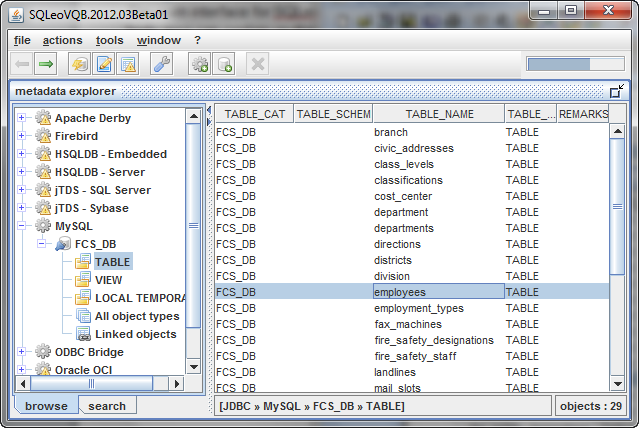 SQLeoVQB.2012.03Beta01
file actions tools window ?
metadata explorer
Apache Derby
Firebird
HSQLDB - Embedded
HSQLDB - Server
jTDS - SQL Server
jTDS - Sybase
MySQL
FCS_DB
TABLE
VIEW
LOCAL TEMPORA
All object types
Linked objects
ODBC Bridge
Oracle OCI
browse search
TABLE_CAT TABLE_SCHEM TABLE_NAME TABLE_... REMARKS
FCS_DB branch TABLE
FCS_DB civic_addresses TABLE
FCS_DB class_levels TABLE
FCS_DB classifications TABLE
FCS_DB cost_center TABLE
FCS_DB department TABLE
FCS_DB departments TABLE
FCS_DB directions TABLE
FCS_DB districts TABLE
FCS_DB division TABLE
FCS_DB employees TABLE
FCS_DB employment_types TABLE
FCS_DB fax_machines TABLE
FCS_DB fire_safety_designations TABLE
FCS_DB fire_safety_staff TABLE
FCS_DB landlines TABLE
FCS_DB mail_slots TABLE
[JDBC » MySQL » FCS_DB » TABLE] objects : 29